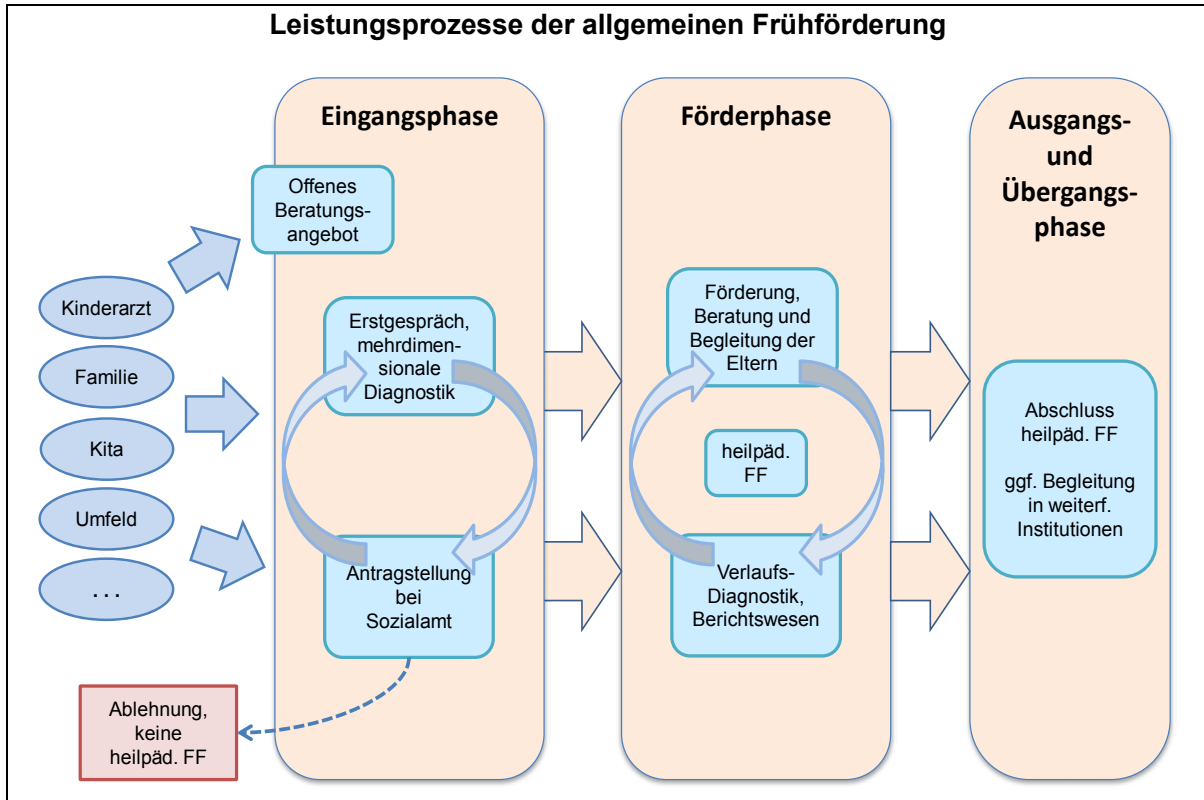 Leistungsprozesse der allgemeinen Frühförderung
Eingangsphase
Förderphase
Ausgangs-
und
Übergangs-
phase
Offenes
Beratungs-
angebot
Kinderarzt
Familie
Kita
Umfeld
. . .
Erstgespräch,
mehrdimen-
sionale
Diagnostik
Antragstellung
bei
Sozialamt
Ablehnung,
keine
heilpäd. FF
Förderung,
Beratung und
Begleitung der
Eltern
heilpäd.
FF
Verlaufs-
Diagnostik,
Berichtswesen
Abschluss
heilpäd. FF
ggf. Begleitung
in weiterf.
Institutionen